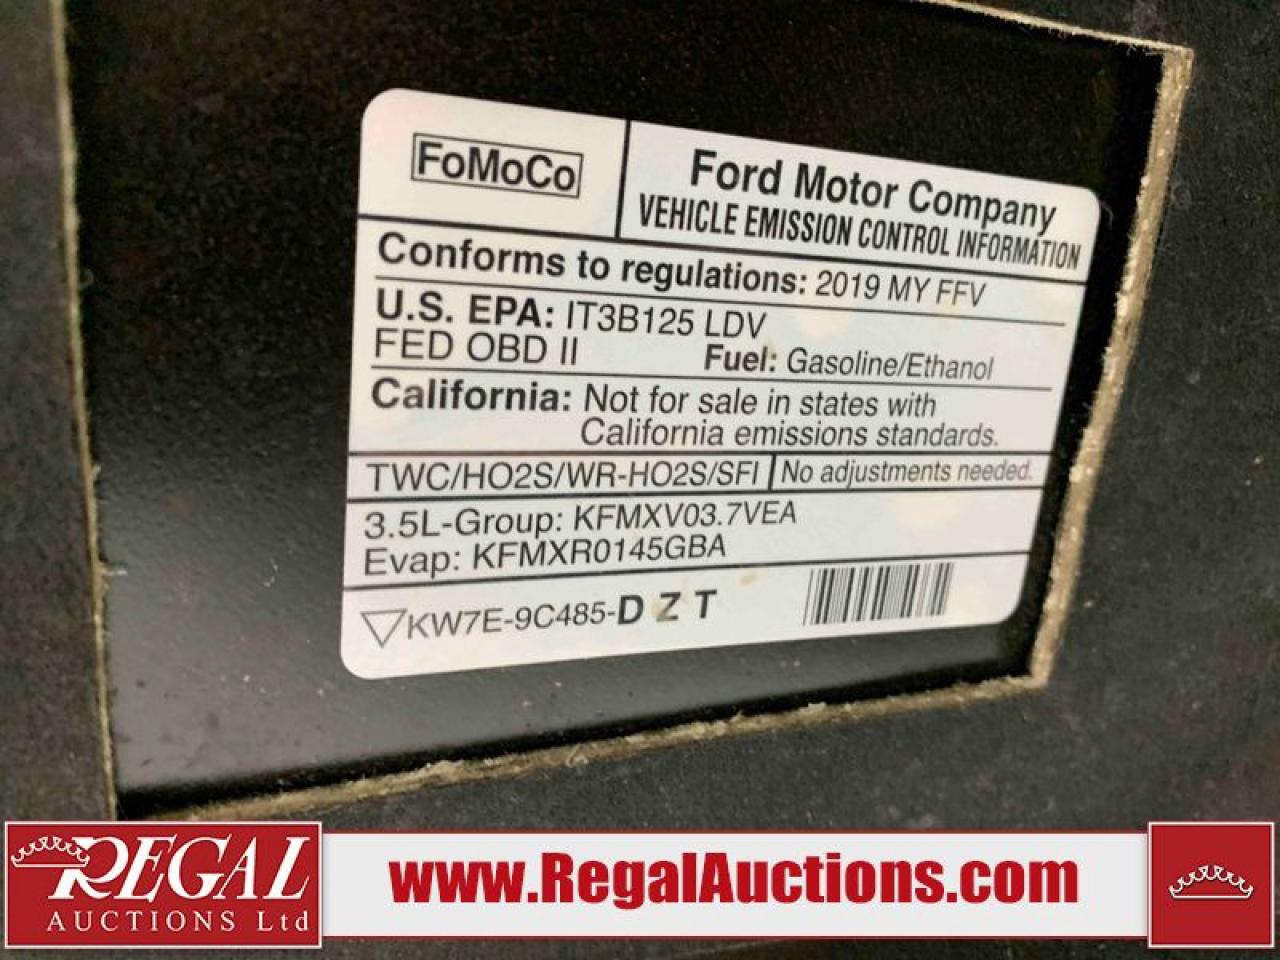 FoMoCo
Ford Motor Company
VEHICLE EMISSION CONTROL INFORMATION
Conforms to regulations: 2019 MY FFV
U.S. EPA: IT3B125 LDV
FED OBD II Fuel: Gasoline/Ethanol
California: Not for sale in states with
California emissions standards.
TWC/HO2S/WR-HO2S/SFI No adjustments needed.
3.5L-Group: KFMXV03.7VEA
Evap: KFMXR0145GBA
KW7E-9C485-D Z T
REGAL
AUCTIONS Ltd
www.RegalAuctions.com